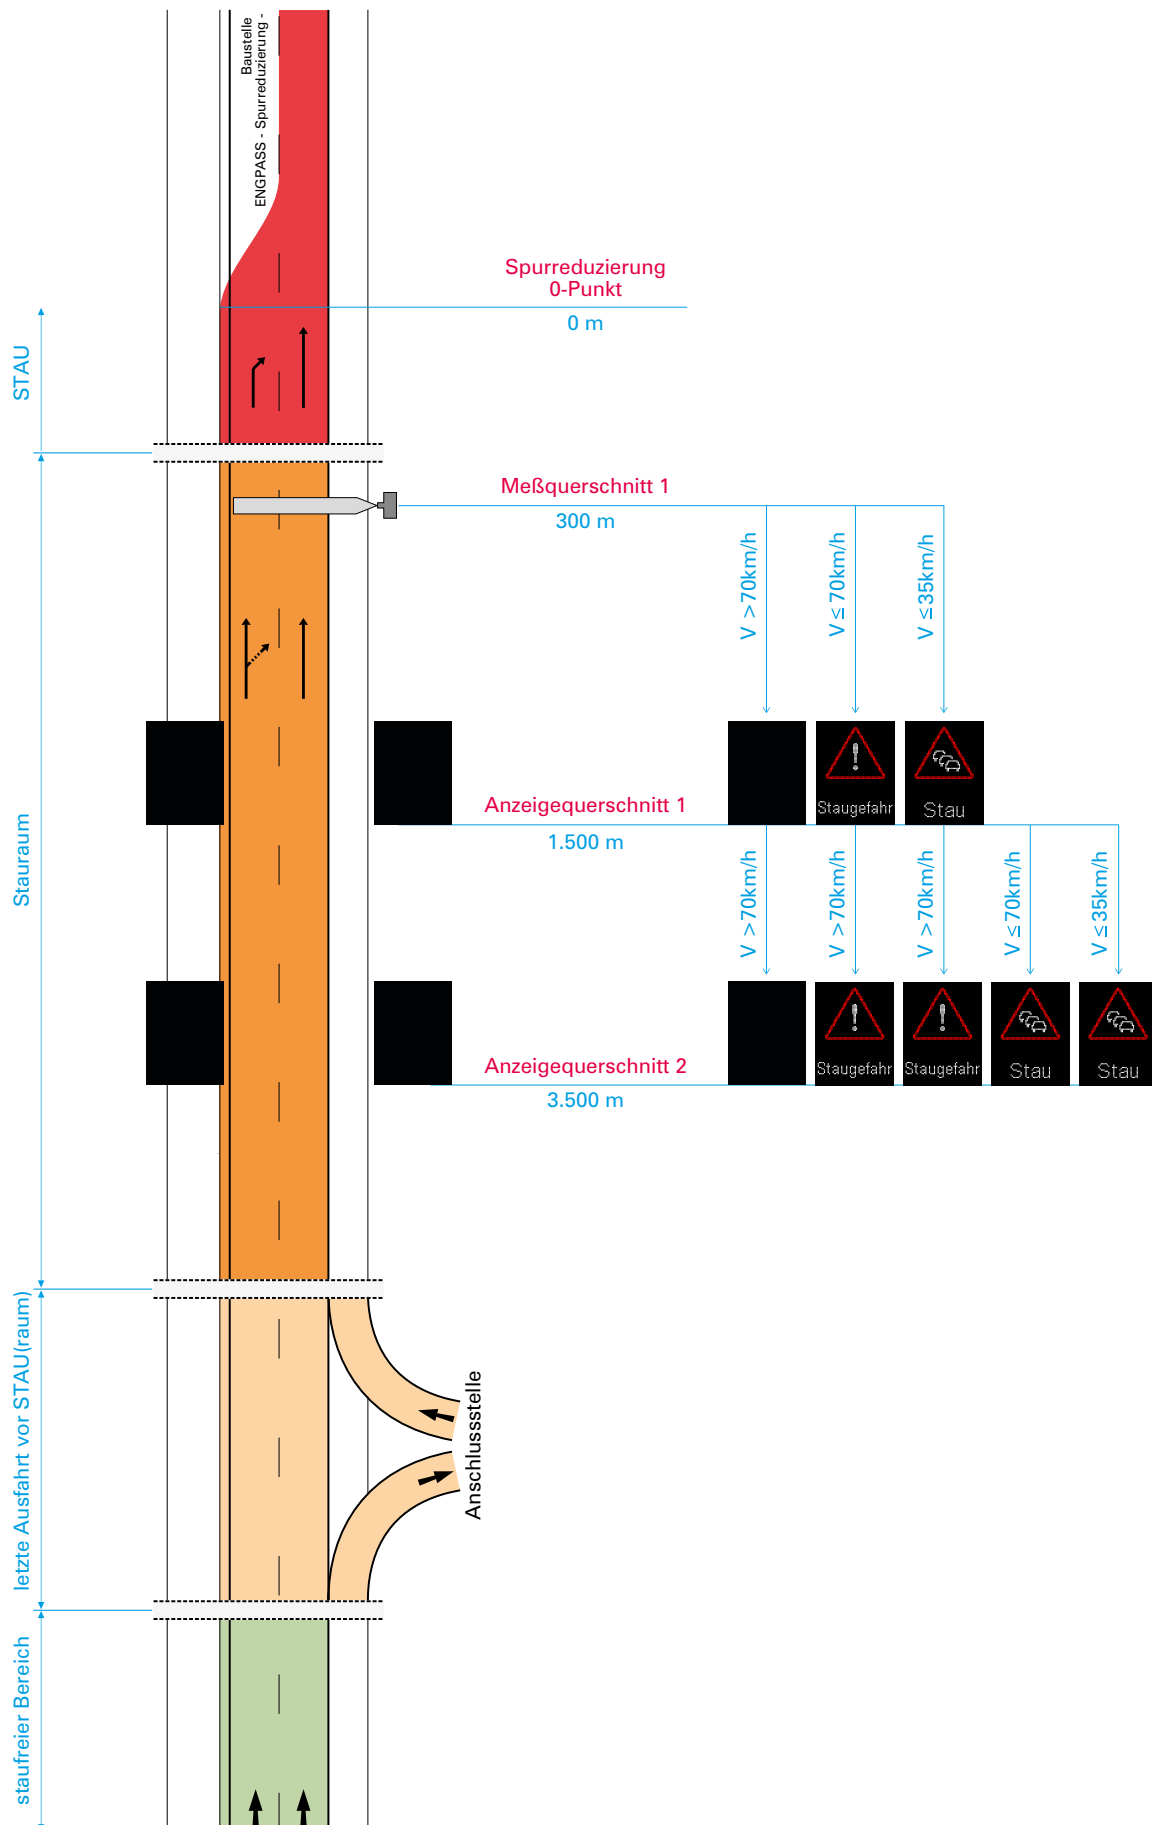 Baustelle
ENGPASS - Spurreduzierung -
Spurreduzierung
0-Punkt
0 m
STAU
Meßquerschnitt 1
300 m
V >70km/h
V ≤70km/h
V ≤35km/h
Staugefahr
Stau
Anzeigequerschnitt 1
1.500 m
Stauraum
V >70km/h
V >70km/h
V >70km/h
V ≤70km/h
V ≤35km/h
Staugefahr
Staugefahr
Stau
Stau
Anzeigequerschnitt 2
3.500 m
letzte Ausfahrt vor STAU(raum)
Anschlussstelle
staufreier Bereich